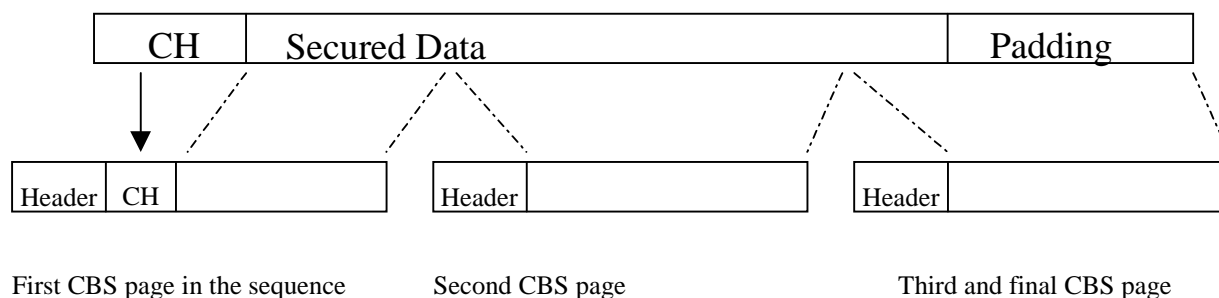 CH Secured Data Padding
Header CH Header Header
First CBS page in the sequence Second CBS page Third and final CBS page